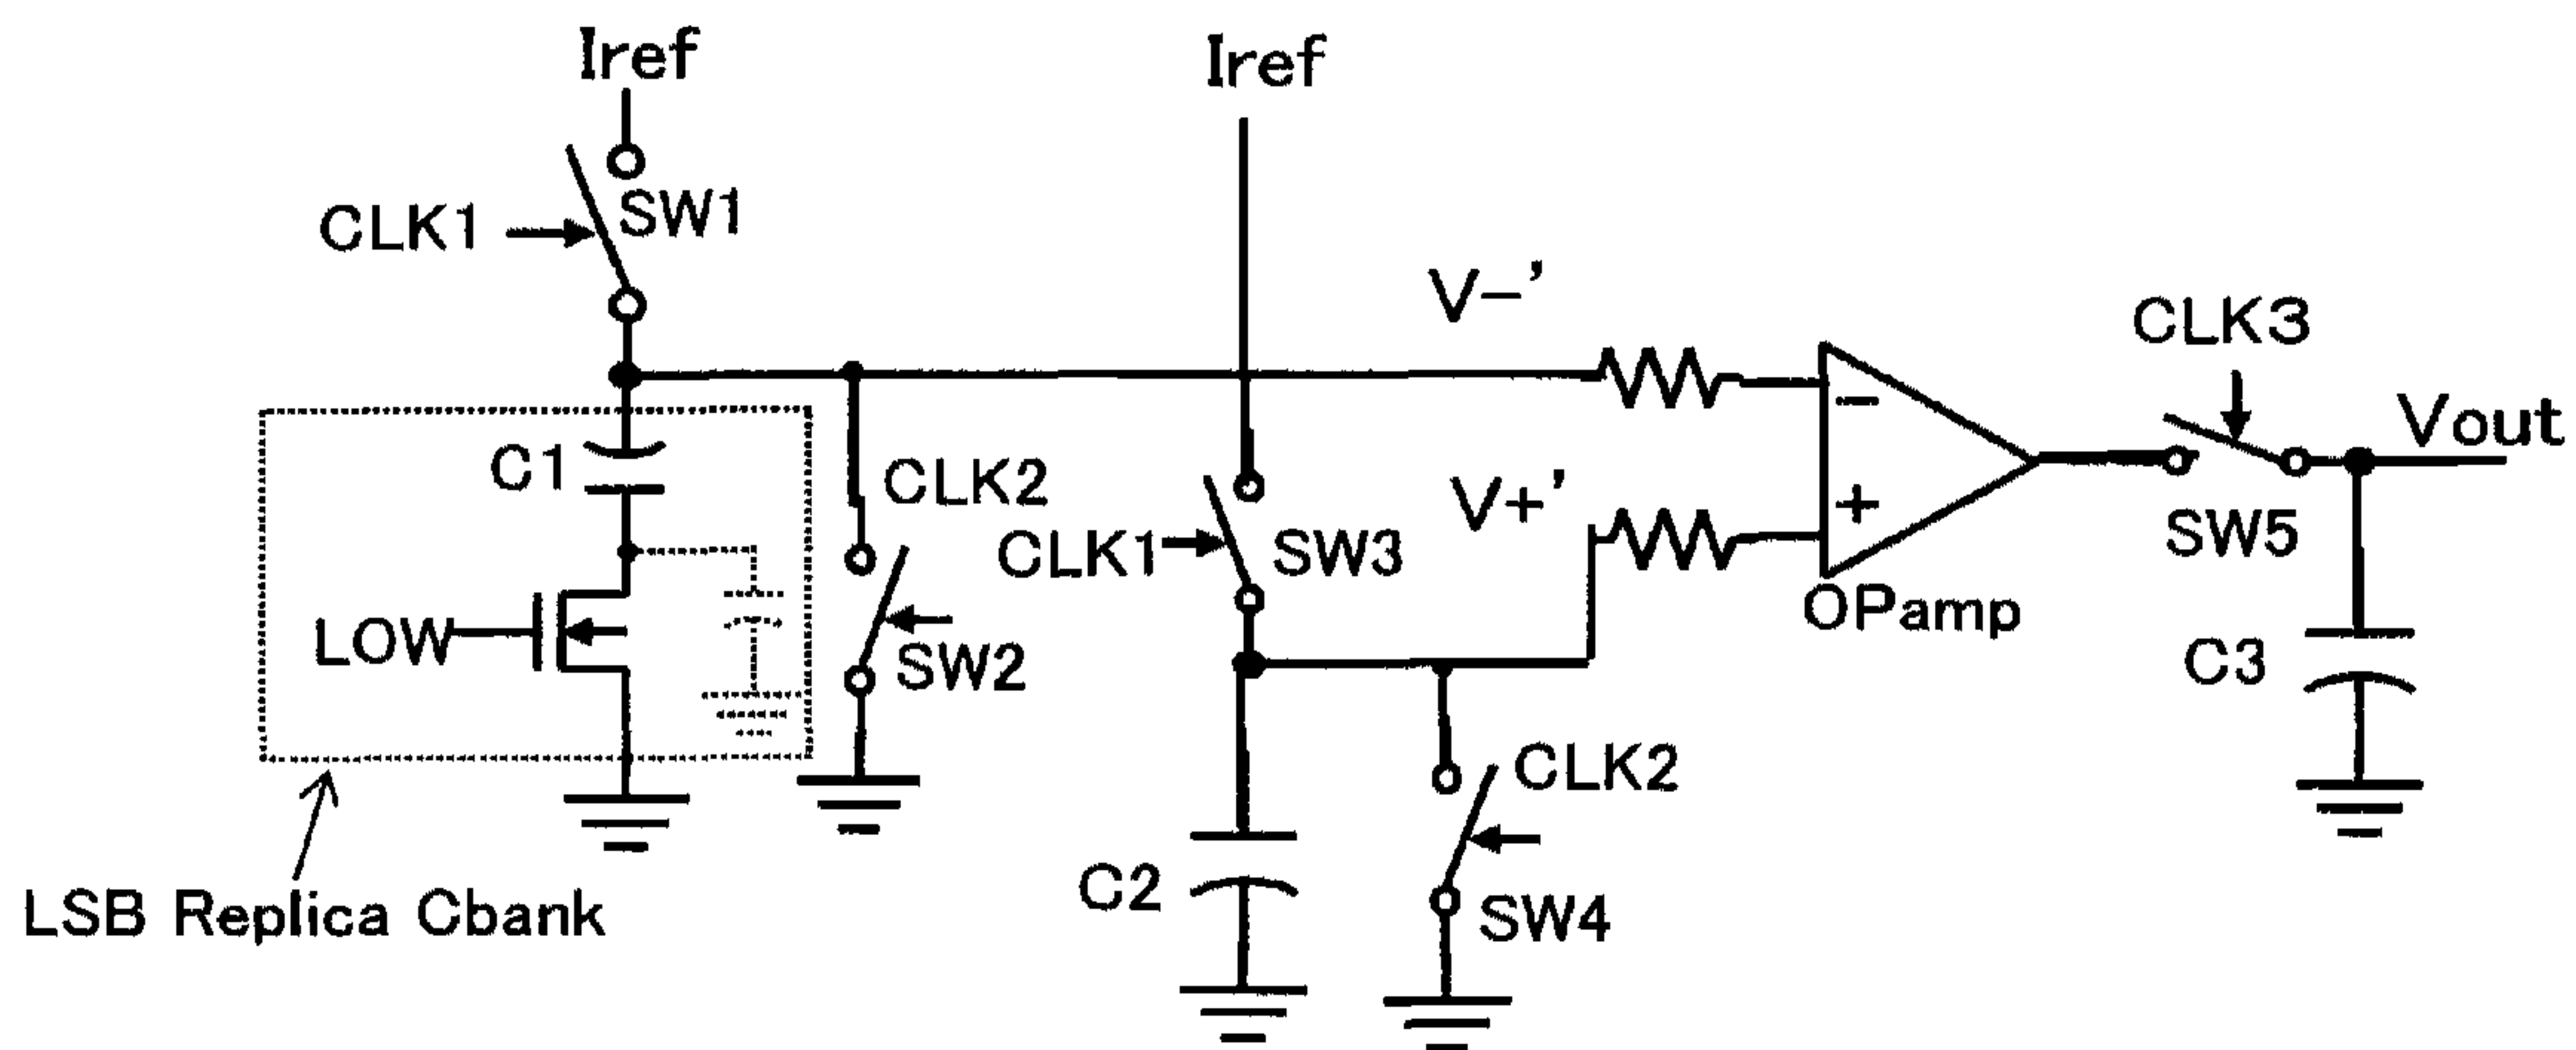 Iref
Iref
CLK1
SW1
V−'
CLK3
Vout
C1
CLK2
V+'
−
+
CLK1
SW3
SW5
OPamp
LOW
SW2
C3
CLK2
C2
SW4
LSB Replica Cbank